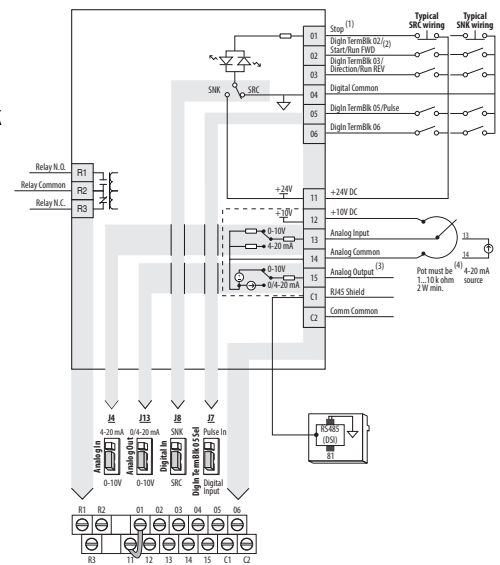 Typical
SRC wiring
Typical
SNK wiring
01
Stop (1)
02
DigIn TermBlk 02/(2)
Start/Run FWD
03
DigIn TermBlk 03/
Direction/Run REV
SNK
SRC
04
Digital Common
05
DigIn TermBlk 05/Pulse
06
DigIn TermBlk 06
Relay N.O.
R1
Relay Common
R2
Relay N.C.
R3
+24V
11
+24V DC
+10V
12
+10V DC
0-10V
4-20 mA
13
Analog Input
13
14
Analog Common
14
0-10V
0/4-20 mA
15
Analog Output (3)
Pot must be (4)
1...10 k ohm
2 W min.
4-20 mA
source
C1
RJ45 Shield
C2
Comm Common
J4
J13
J8
J7
4-20 mA
0/4-20 mA
SNK
Pulse In
Analog In
Analog Out
Digital In
DigIn TermBlk 05 Sel
0-10V
0-10V
SRC
Digital
Input
RS485
(DSI)
81
R1 R2 01 02 03 04 05 06
R3 11 12 13 14 15 C1 C2